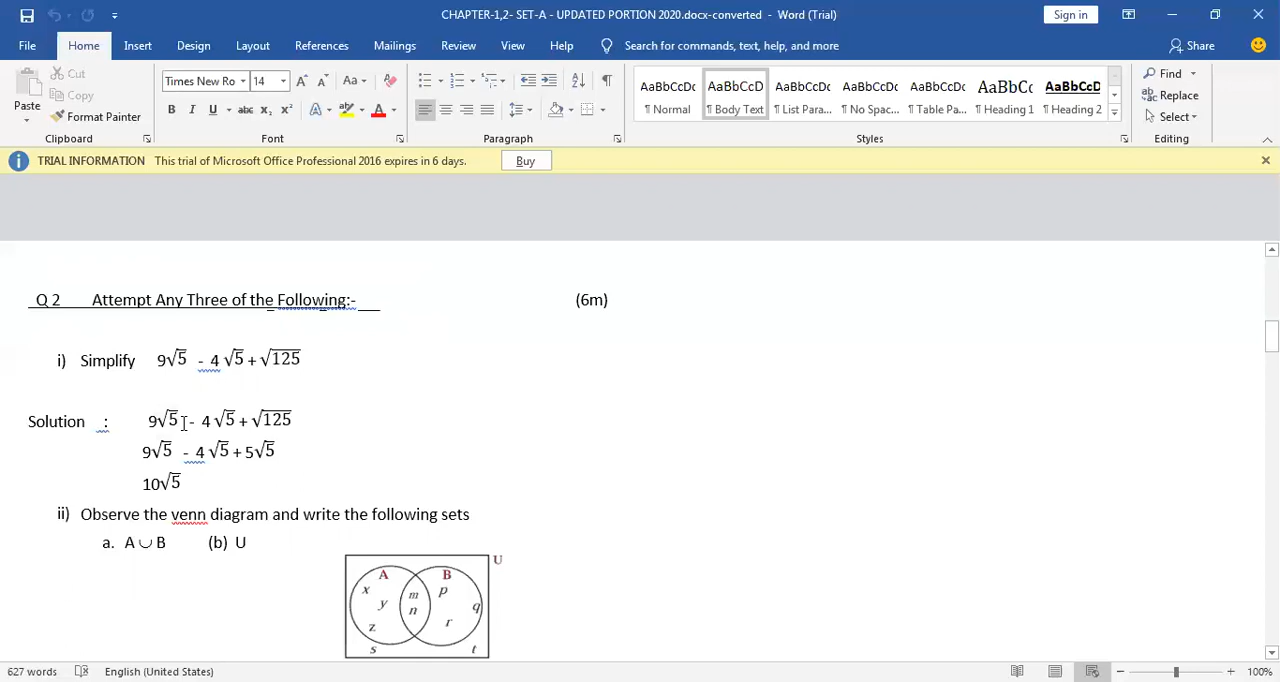 CHAPTER-1,2- SET-A - UPDATED PORTION 2020.docx-converted - Word (Trial)
Sign in
File Home Insert Design Layout References Mailings Review View Help Search for commands, text, help, and more Share
Paste
Cut
Copy
Format Painter
Clipboard
Times New Ro 14
Font
Paragraph
AaBbCcDc ¶ Normal
AaBbCcD ¶ Body Text
AaBbCcDc ¶ List Para...
AaBbCcDc ¶ No Spac...
AaBbCcD ¶ Table Pa...
AaBbCc ¶ Heading 1
AaBbCcD ¶ Heading 2
Styles
Find
Replace
Select
Editing
TRIAL INFORMATION This trial of Microsoft Office Professional 2016 expires in 6 days. Buy
Q 2 Attempt Any Three of the Following:- (6m)
i) Simplify 9√5 - 4 √5 + √125
Solution : 9√5 - 4 √5 + √125
9√5 - 4 √5 + 5√5
10√5
ii) Observe the venn diagram and write the following sets
a. A ∪ B (b) U
U
A B
x m p
y n q
z r
s t
627 words English (United States) 100%